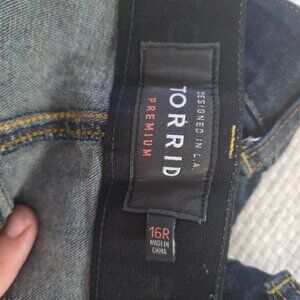 TORRID
PREMIUM
DESIGNED IN L.A.
16R
MADE IN
CHINA